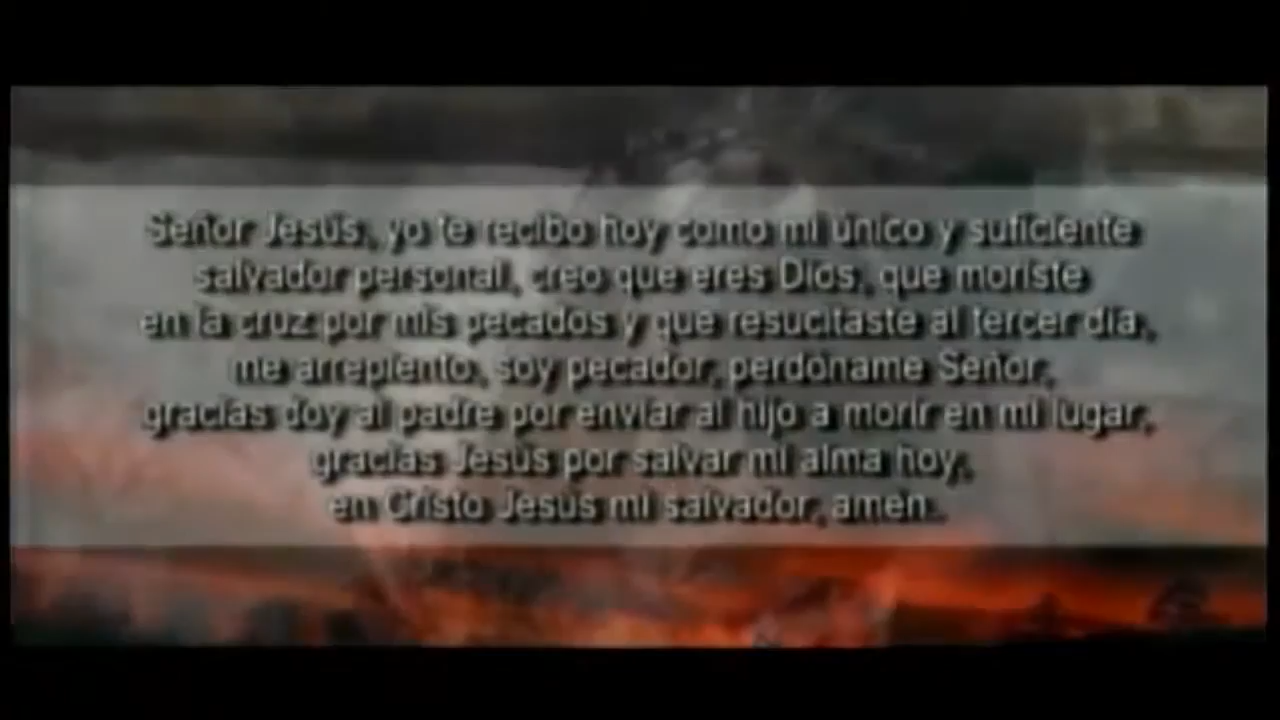 Señor Jesús, yo te recibo hoy como mi único y suficiente
salvador personal, creo que eres Dios, que moriste
en la cruz por mis pecados y que resucitaste al tercer día,
me arrepiento, soy pecador, perdóname Señor,
gracias doy al padre por enviar al hijo a morir en mi lugar,
gracias Jesús por salvar mi alma hoy,
en Cristo Jesús mi salvador, amén.